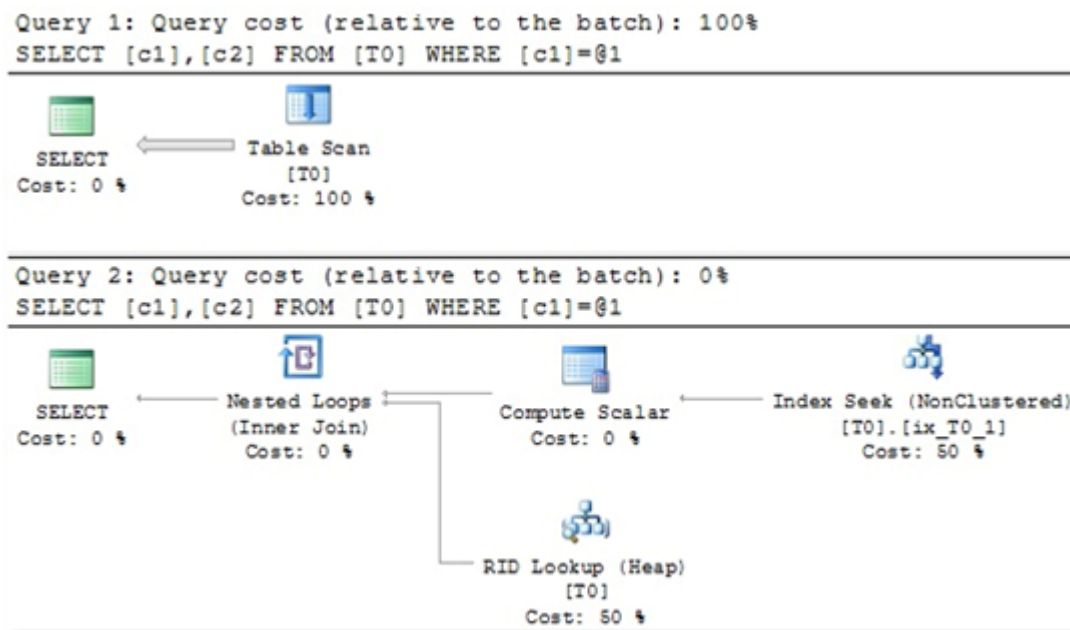 Query 1: Query cost (relative to the batch): 100%
SELECT [c1],[c2] FROM [T0] WHERE [c1]=@1
SELECT
Cost: 0 %
Table Scan
[T0]
Cost: 100 %
Query 2: Query cost (relative to the batch): 0%
SELECT [c1],[c2] FROM [T0] WHERE [c1]=@1
SELECT
Cost: 0 %
Nested Loops
(Inner Join)
Cost: 0 %
Compute Scalar
Cost: 0 %
Index Seek (NonClustered)
[T0].[ix_T0_1]
Cost: 50 %
RID Lookup (Heap)
[T0]
Cost: 50 %